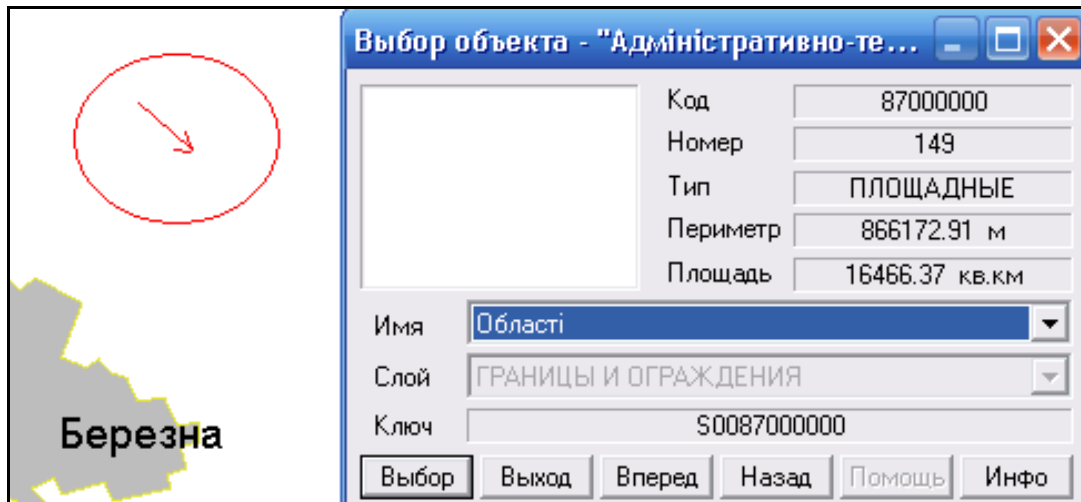 Выбор объекта - "Адміністративно-те...
Код 87000000
Номер 149
Тип ПЛОЩАДНЫЕ
Периметр 866172.91 м
Площадь 16466.37 кв.км
Имя Області
Слой ГРАНИЦЫ И ОГРАЖДЕНИЯ
Ключ S0087000000
Березна
Выбор Выход Вперед Назад Помощь Инфо